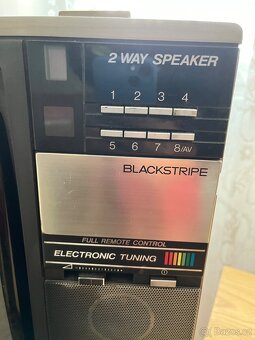 2 WAY SPEAKER
1 2 3 4
5 6 7 8/AV
BLACKSTRIPE
FULL REMOTE CONTROL
ELECTRONIC TUNING